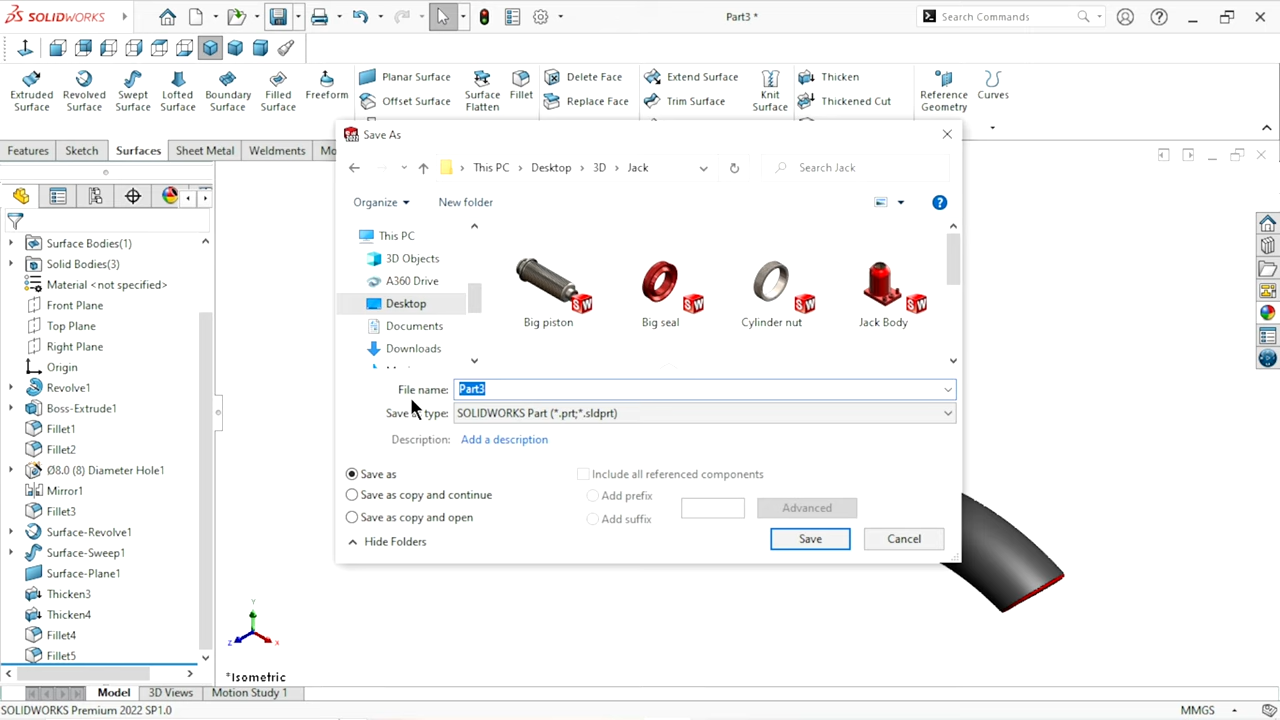 SOLIDWORKS
Part3 *
Search Commands
Extruded Surface
Revolved Surface
Swept Surface
Lofted Surface
Boundary Surface
Filled Surface
Freeform
Planar Surface
Offset Surface
Surface Flatten
Fillet
Delete Face
Replace Face
Extend Surface
Trim Surface
Knit Surface
Thicken
Thickened Cut
Reference Geometry
Curves
Features
Sketch
Surfaces
Sheet Metal
Weldments
Mo
Surface Bodies(1)
Solid Bodies(3)
Material <not specified>
Front Plane
Top Plane
Right Plane
Origin
Revolve1
Boss-Extrude1
Fillet1
Fillet2
Ø8.0 (8) Diameter Hole1
Mirror1
Fillet3
Surface-Revolve1
Surface-Sweep1
Surface-Plane1
Thicken3
Thicken4
Fillet4
Fillet5
Save As
This PC › Desktop › 3D › Jack
Search Jack
Organize
New folder
This PC
3D Objects
A360 Drive
Desktop
Documents
Downloads
Big piston
Big seal
Cylinder nut
Jack Body
File name: Part3
Save as type: SOLIDWORKS Part (*.prt;*.sldprt)
Description: Add a description
Save as
Save as copy and continue
Save as copy and open
Include all referenced components
Add prefix
Add suffix
Advanced
Hide Folders
Save
Cancel
Y
Z
X
*Isometric
Model
3D Views
Motion Study 1
SOLIDWORKS Premium 2022 SP1.0
MMGS